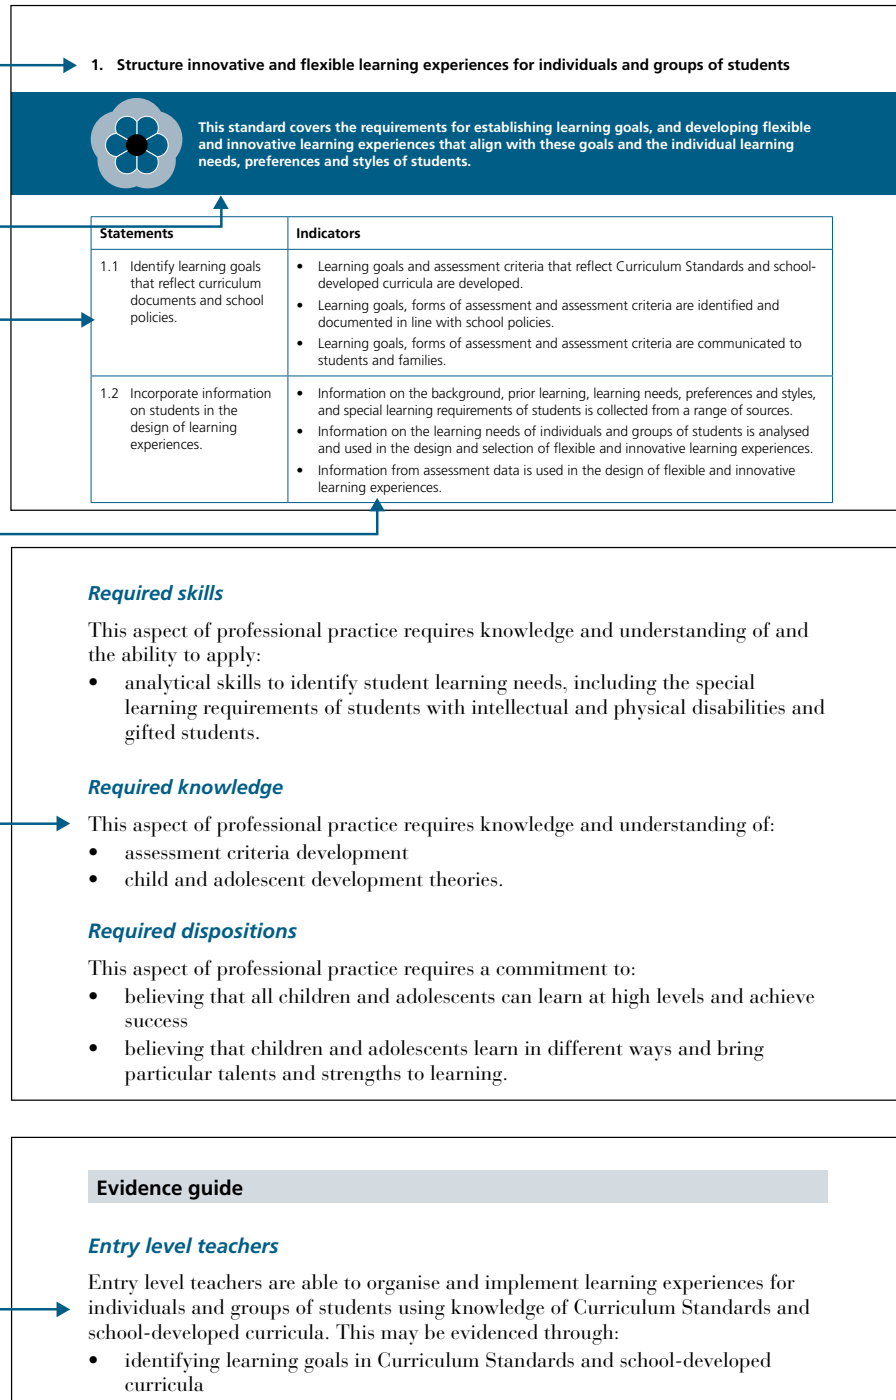 1. Structure innovative and flexible learning experiences for individuals and groups of students
This standard covers the requirements for establishing learning goals, and developing flexible
and innovative learning experiences that align with these goals and the individual learning
needs, preferences and styles of students.
Statements
Indicators
1.1 Identify learning goals
that reflect curriculum
documents and school
policies.
• Learning goals and assessment criteria that reflect Curriculum Standards and school-
developed curricula are developed.
• Learning goals, forms of assessment and assessment criteria are identified and
documented in line with school policies.
• Learning goals, forms of assessment and assessment criteria are communicated to
students and families.
1.2 Incorporate information
on students in the
design of learning
experiences.
• Information on the background, prior learning, learning needs, preferences and styles,
and special learning requirements of students is collected from a range of sources.
• Information on the learning needs of individuals and groups of students is analysed
and used in the design and selection of flexible and innovative learning experiences.
• Information from assessment data is used in the design of flexible and innovative
learning experiences.
Required skills
This aspect of professional practice requires knowledge and understanding of and
the ability to apply:
• analytical skills to identify student learning needs, including the special
learning requirements of students with intellectual and physical disabilities and
gifted students.
Required knowledge
This aspect of professional practice requires knowledge and understanding of:
• assessment criteria development
• child and adolescent development theories.
Required dispositions
This aspect of professional practice requires a commitment to:
• believing that all children and adolescents can learn at high levels and achieve
success
• believing that children and adolescents learn in different ways and bring
particular talents and strengths to learning.
Evidence guide
Entry level teachers
Entry level teachers are able to organise and implement learning experiences for
individuals and groups of students using knowledge of Curriculum Standards and
school-developed curricula. This may be evidenced through:
• identifying learning goals in Curriculum Standards and school-developed
curricula